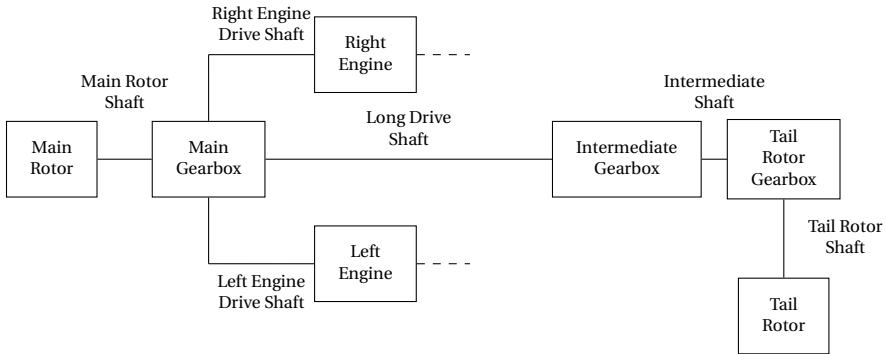 Right Engine
Drive Shaft
Right
Engine
Main Rotor
Shaft
Intermediate
Shaft
Long Drive
Shaft
Main
Rotor
Main
Gearbox
Intermediate
Gearbox
Tail
Rotor
Gearbox
Left
Engine
Tail Rotor
Shaft
Left Engine
Drive Shaft
Tail
Rotor